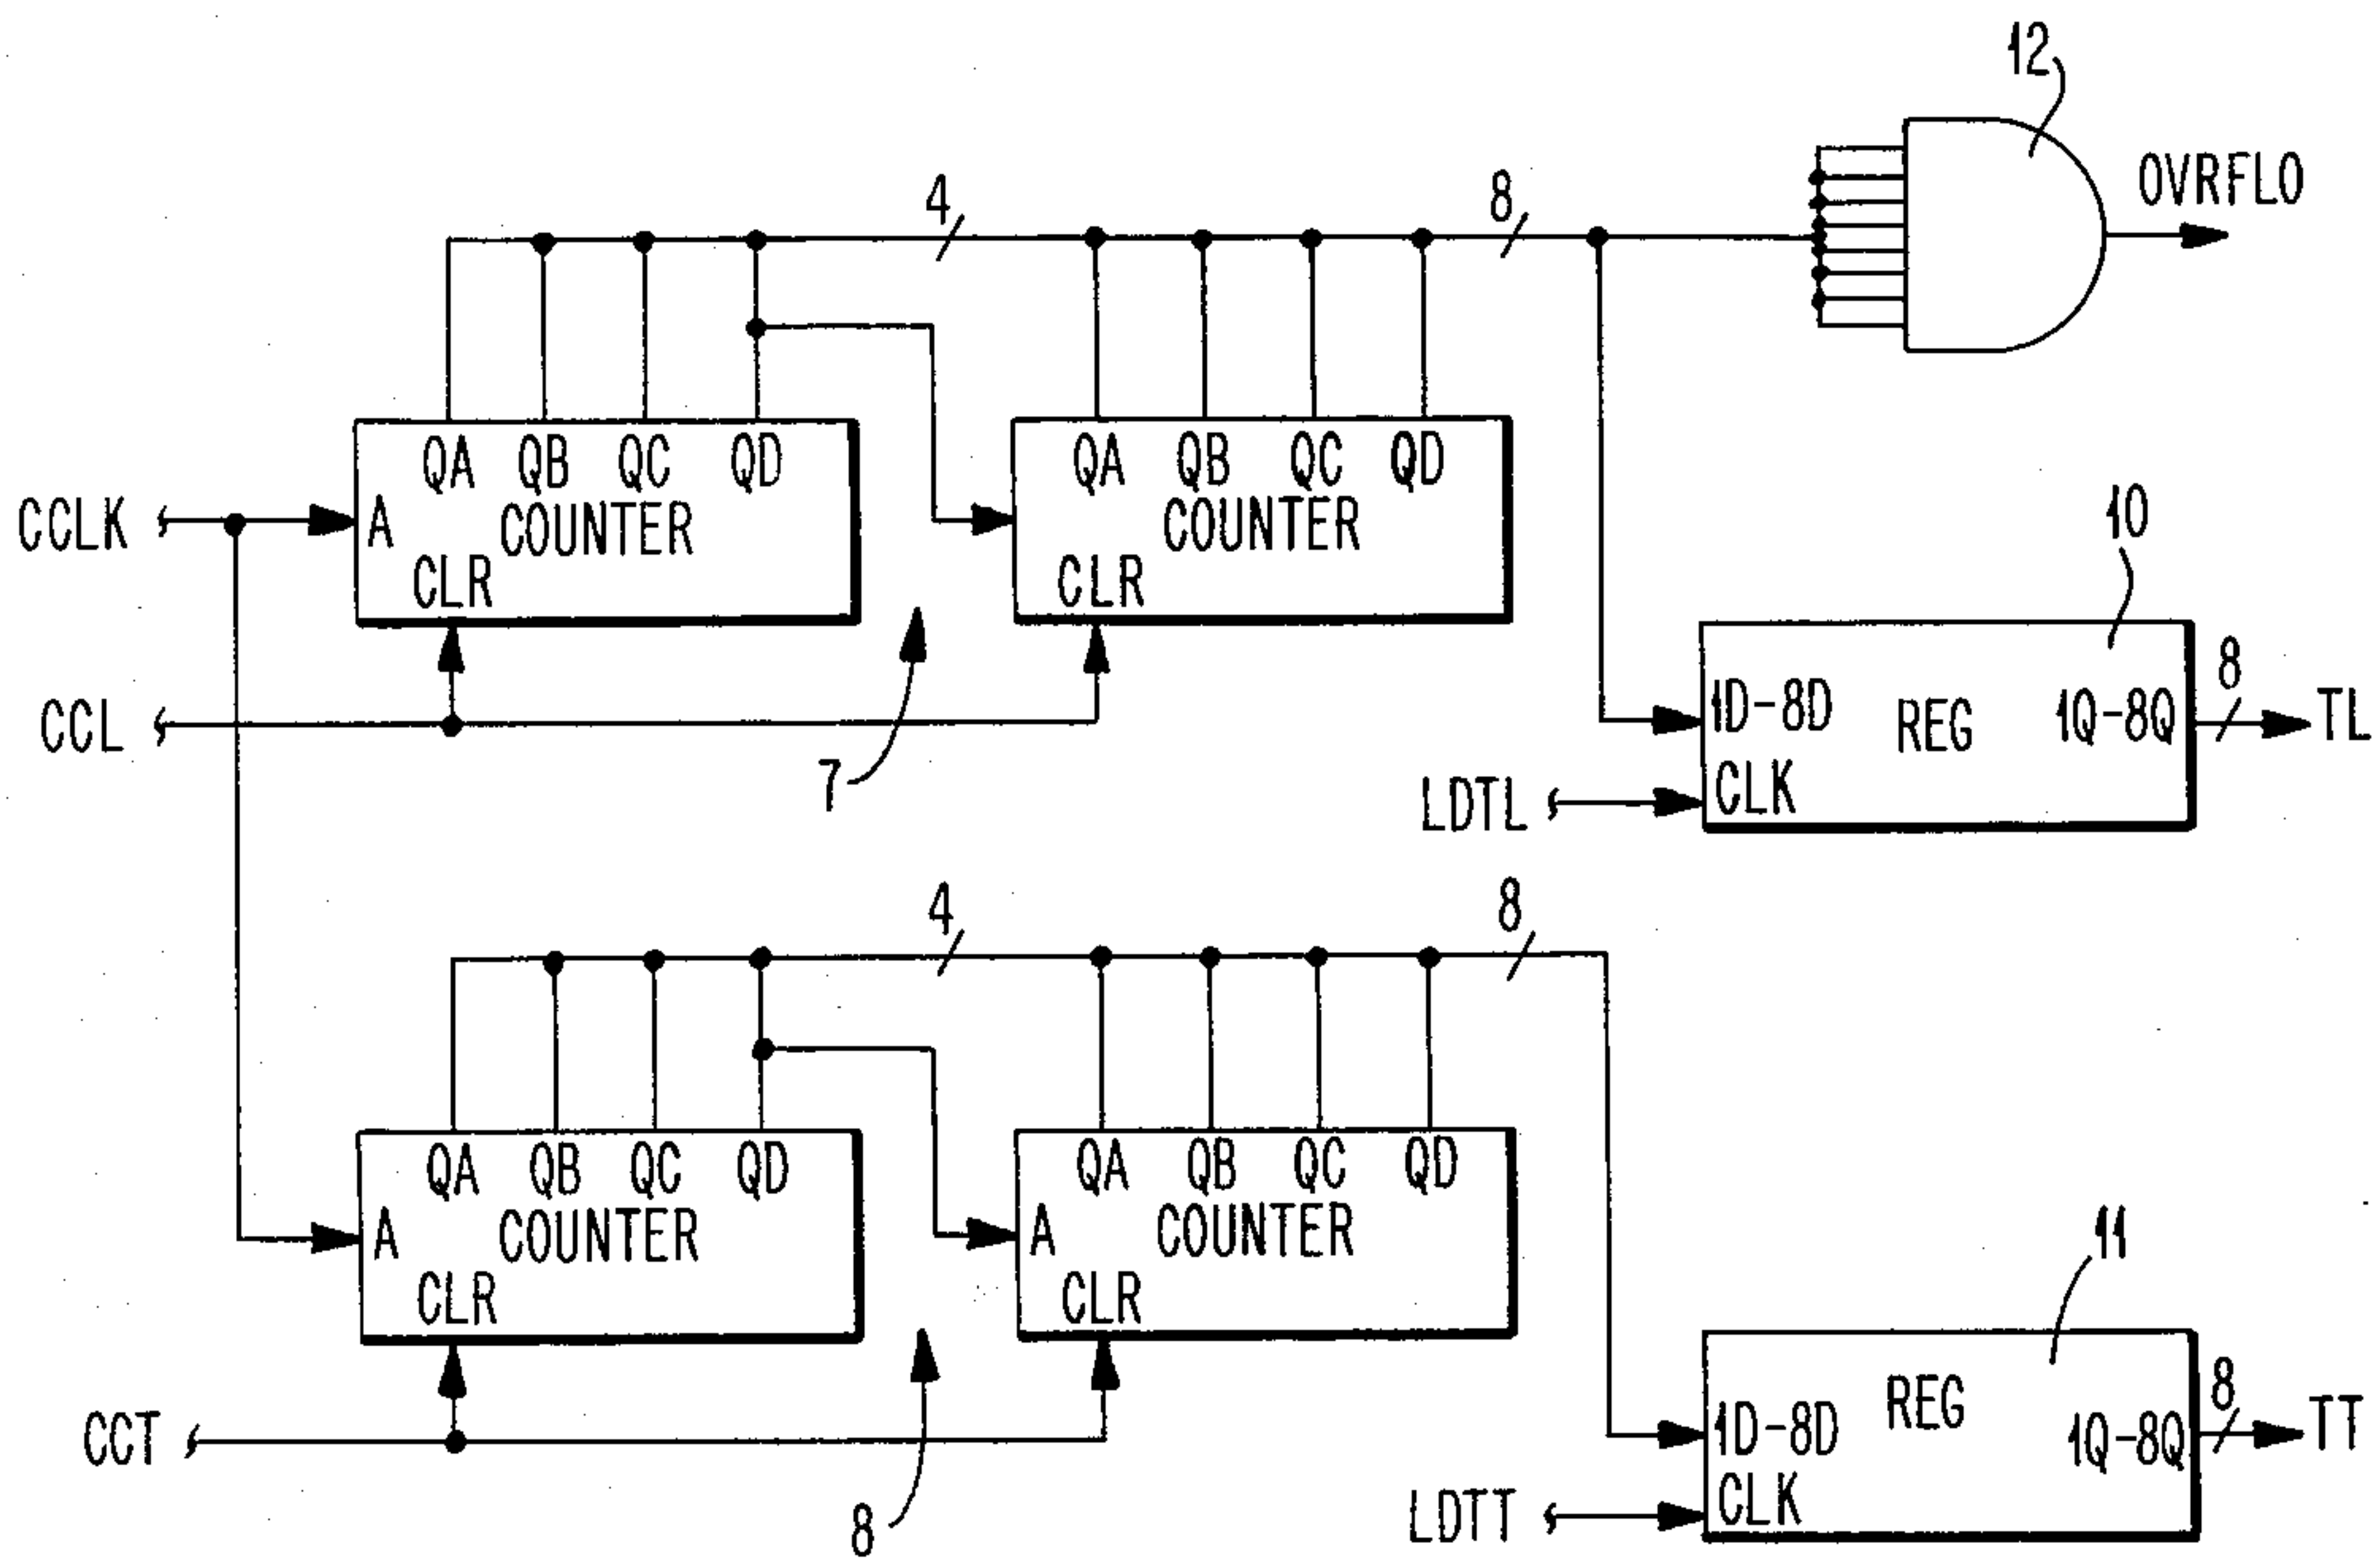 12
OVRFLO
4
8
QA QB QC QD
A COUNTER
CLR
QA QB QC QD
COUNTER
CLR
CCLK
CCL
7
10
1D-8D REG 1Q-8Q
CLK
8
TL
LDTL
4
8
QA QB QC QD
A COUNTER
CLR
QA QB QC QD
A COUNTER
CLR
CCT
8
11
REG
1D-8D 1Q-8Q
CLK
8
TT
LDTT